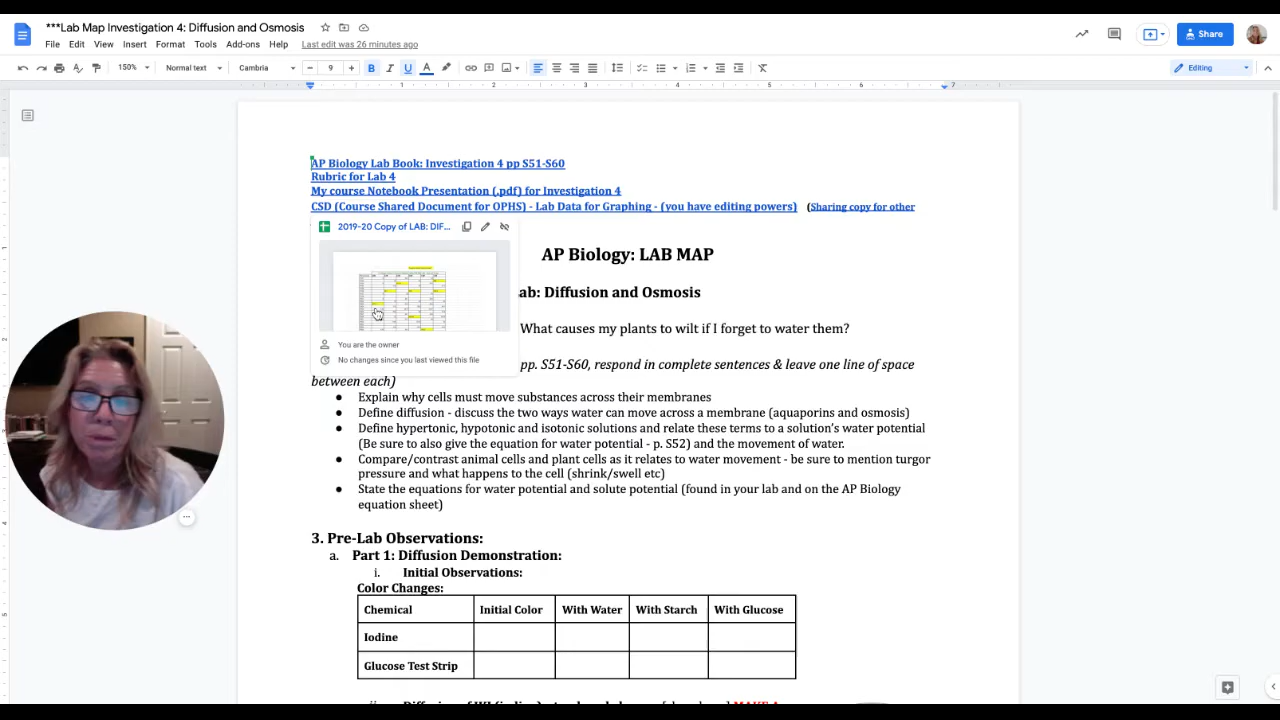 ***Lab Map Investigation 4: Diffusion and Osmosis
File Edit View Insert Format Tools Add-ons Help Last edit was 26 minutes ago
Share
150% Normal text Cambria 9 B I U A Editing
1 2 3 4 5 6 7
AP Biology Lab Book: Investigation 4 pp S51-S60
Rubric for Lab 4
My course Notebook Presentation (.pdf) for Investigation 4
CSD (Course Shared Document for OPHS) - Lab Data for Graphing - (you have editing powers) (Sharing copy for other
2019-20 Copy of LAB: DIF...
You are the owner
No changes since you last viewed this file
AP Biology: LAB MAP
ab: Diffusion and Osmosis
What causes my plants to wilt if I forget to water them?
pp. S51-S60, respond in complete sentences & leave one line of space
between each)
● Explain why cells must move substances across their membranes
● Define diffusion - discuss the two ways water can move across a membrane (aquaporins and osmosis)
● Define hypertonic, hypotonic and isotonic solutions and relate these terms to a solution's water potential
(Be sure to also give the equation for water potential - p. S52) and the movement of water.
● Compare/contrast animal cells and plant cells as it relates to water movement - be sure to mention turgor
pressure and what happens to the cell (shrink/swell etc)
● State the equations for water potential and solute potential (found in your lab and on the AP Biology
equation sheet)
3. Pre-Lab Observations:
a. Part 1: Diffusion Demonstration:
i. Initial Observations:
Color Changes:
Chemical Initial Color With Water With Starch With Glucose
Iodine
Glucose Test Strip